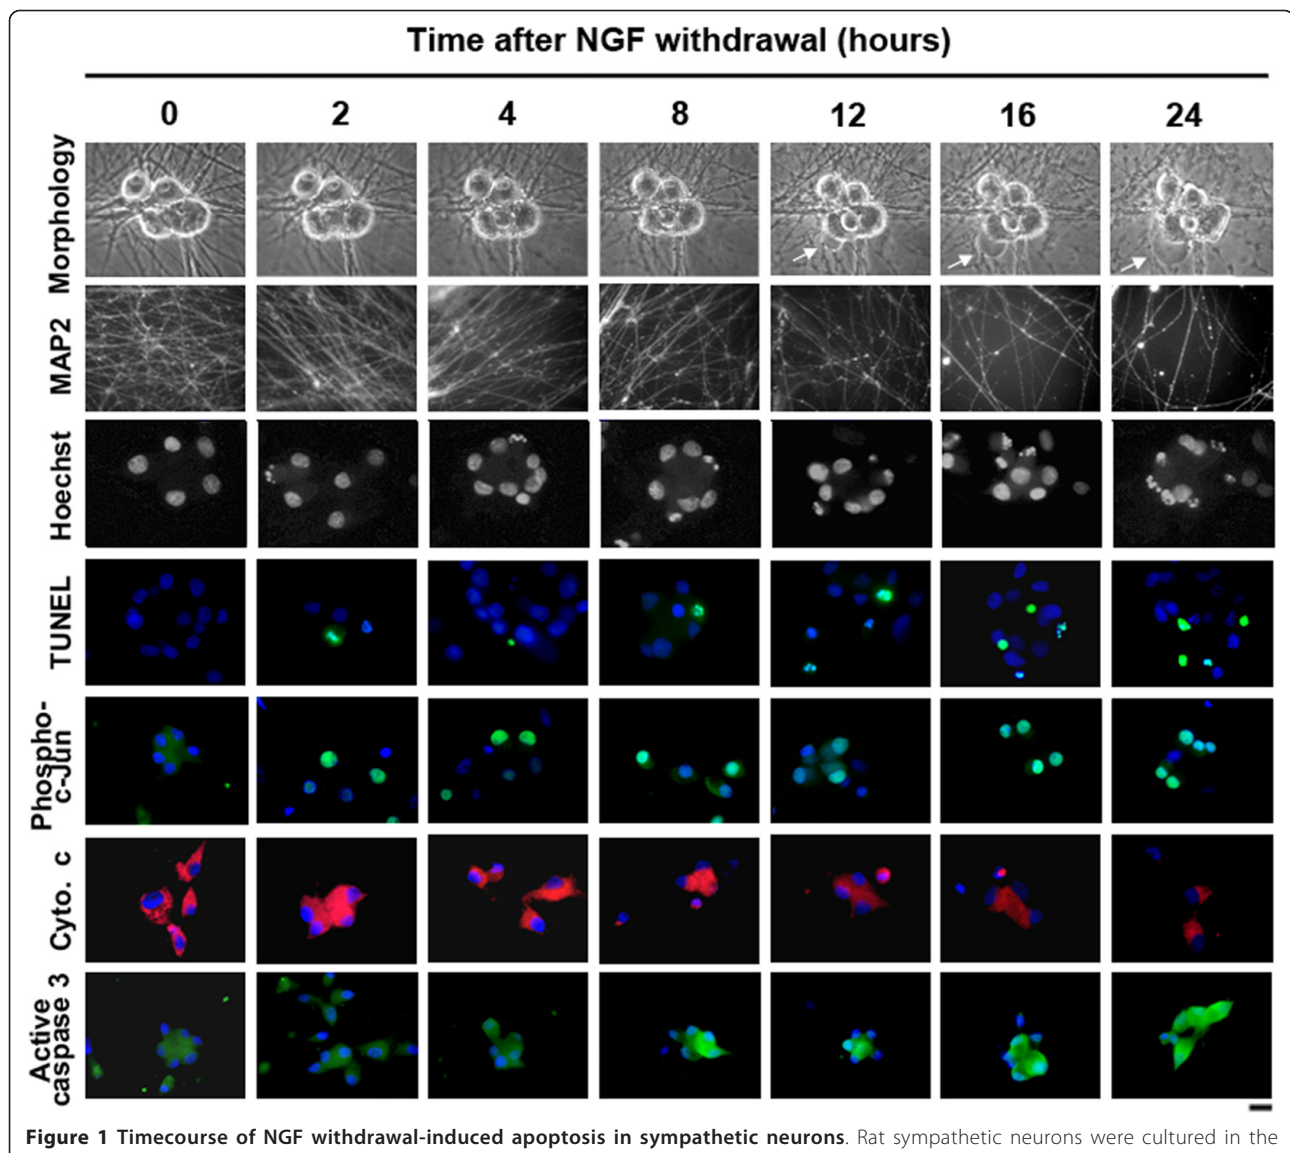 Time after NGF withdrawal (hours)
0 2 4 8 12 16 24
Morphology
MAP2
Hoechst
TUNEL
Phospho-
c-Jun
Cyto. c
Active
caspase 3
Figure 1 Timecourse of NGF withdrawal-induced apoptosis in sympathetic neurons. Rat sympathetic neurons were cultured in the